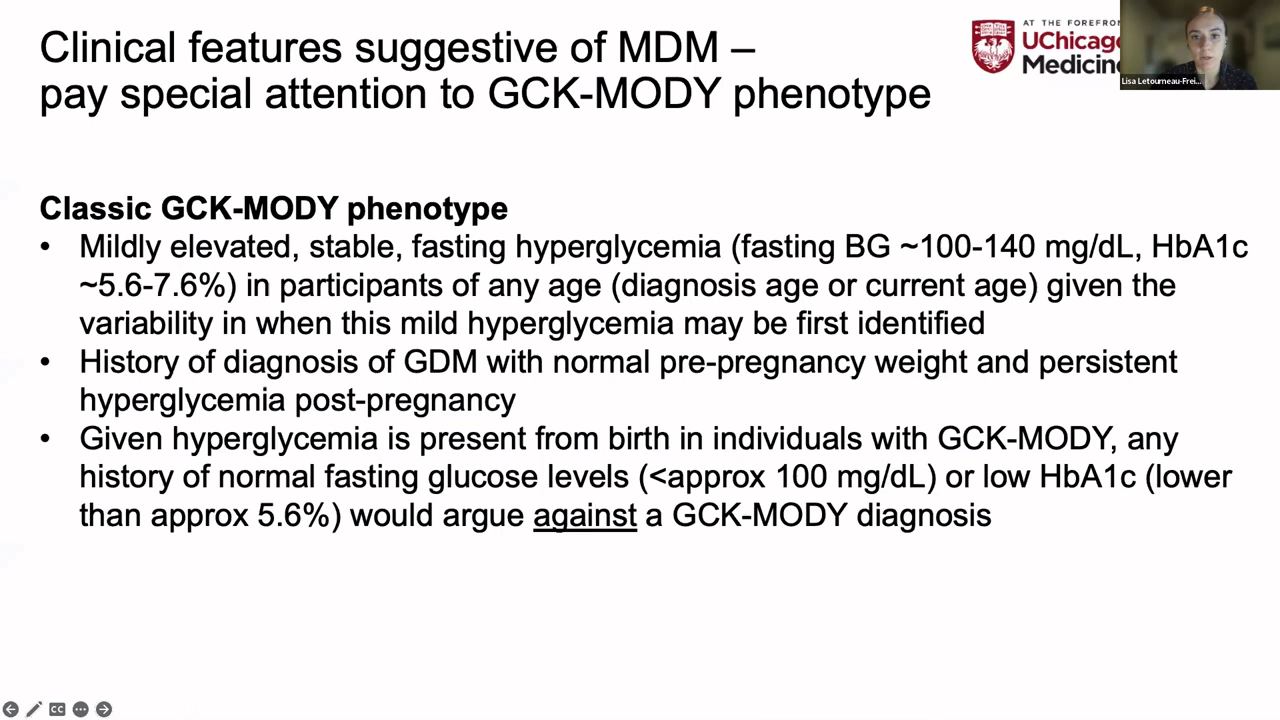 Clinical features suggestive of MDM –
pay special attention to GCK-MODY phenotype
AT THE FOREFRONT
UChicago
Medicine
Lisa Letourneau-Frei...
Classic GCK-MODY phenotype
• Mildly elevated, stable, fasting hyperglycemia (fasting BG ~100-140 mg/dL, HbA1c
~5.6-7.6%) in participants of any age (diagnosis age or current age) given the
variability in when this mild hyperglycemia may be first identified
• History of diagnosis of GDM with normal pre-pregnancy weight and persistent
hyperglycemia post-pregnancy
• Given hyperglycemia is present from birth in individuals with GCK-MODY, any
history of normal fasting glucose levels (<approx 100 mg/dL) or low HbA1c (lower
than approx 5.6%) would argue against a GCK-MODY diagnosis
CC